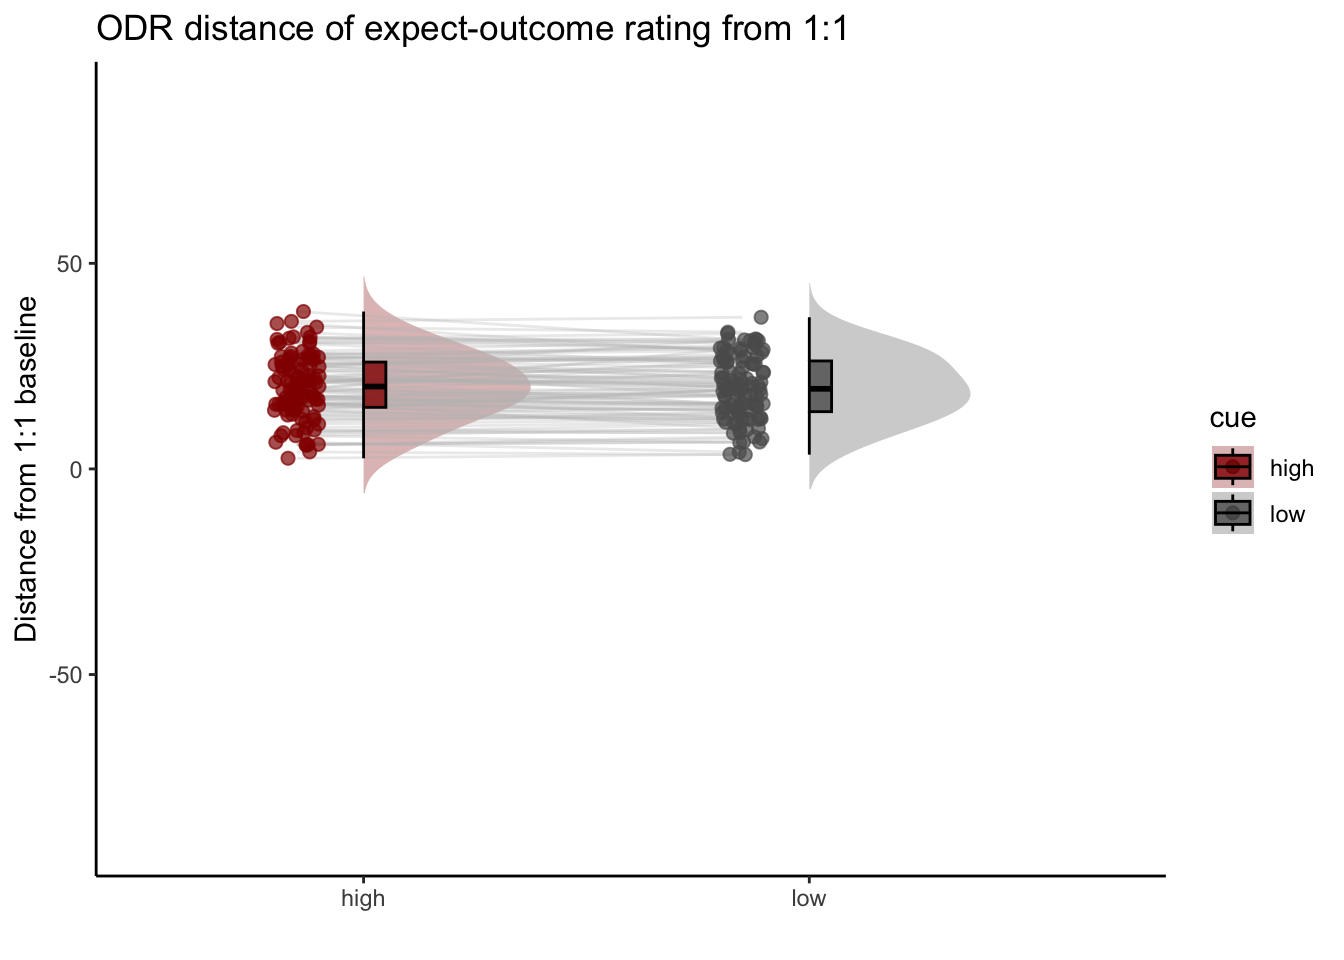 ODR distance of expect-outcome rating from 1:1
Distance from 1:1 baseline
50
0
-50
high
low
cue
high
low